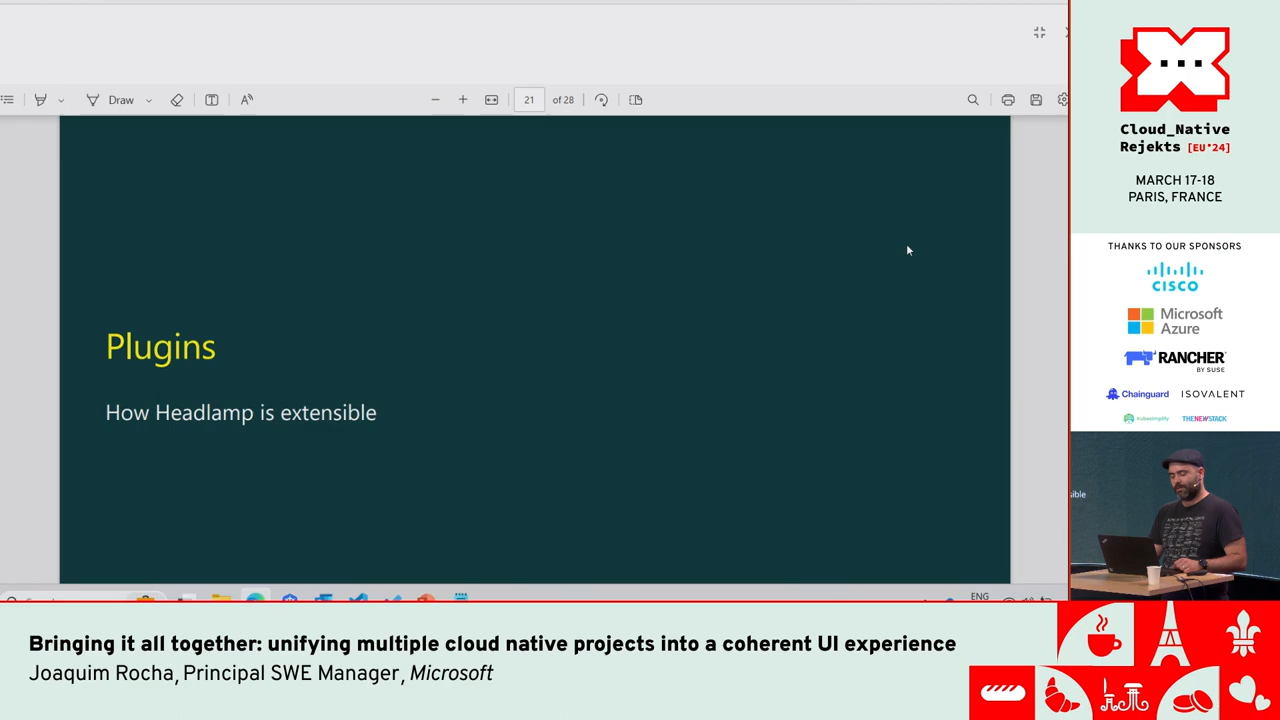 Draw
21
of 28
Plugins
How Headlamp is extensible
ENG
Cloud_Native
Rejekts [EU'24]
MARCH 17-18
PARIS, FRANCE
THANKS TO OUR SPONSORS
CISCO
Microsoft
Azure
RANCHER
BY SUSE
Chainguard
ISOVALENT
kubesimplify
THENEWSTACK
sible
Bringing it all together: unifying multiple cloud native projects into a coherent UI experience
Joaquim Rocha, Principal SWE Manager, Microsoft